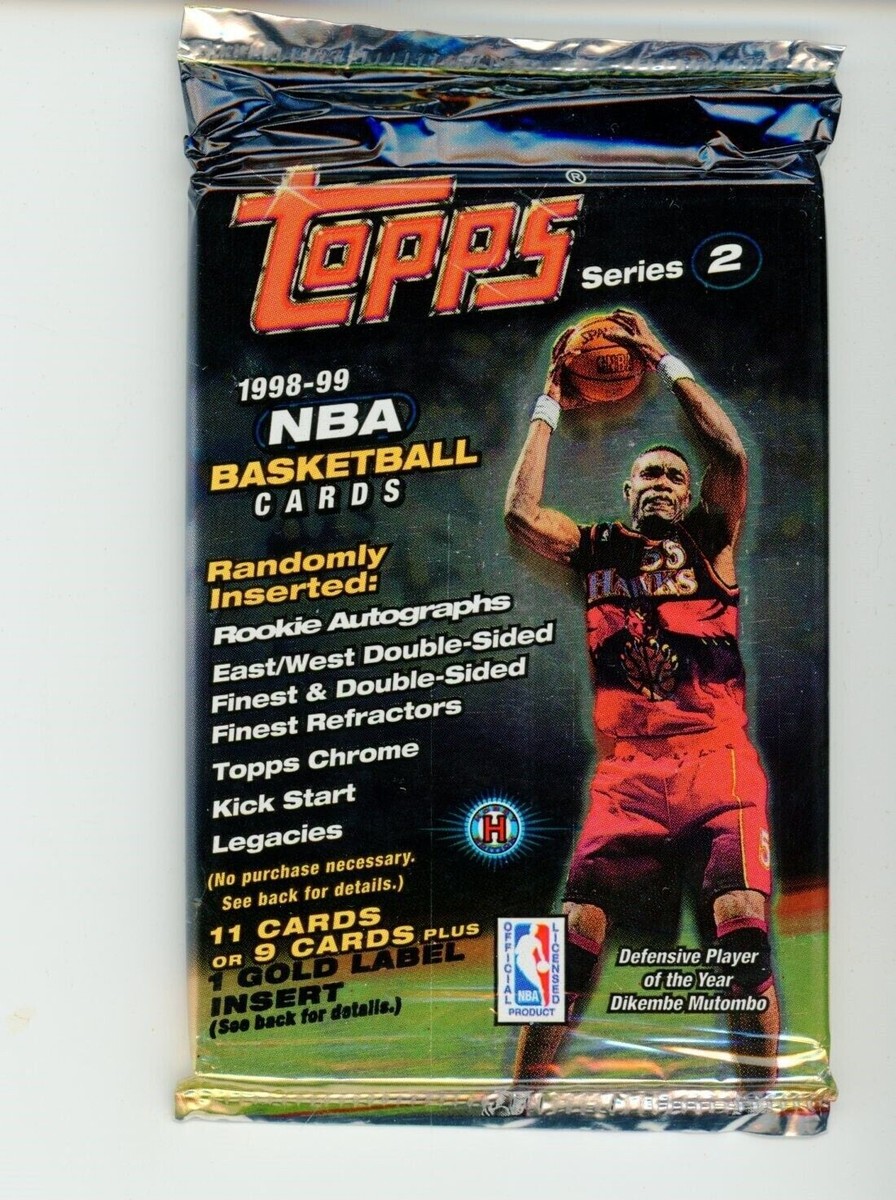 Topps®
Series 2
1998-99
NBA
BASKETBALL
CARDS
Randomly
Inserted:
Rookie Autographs
East/West Double-Sided
Finest & Double-Sided
Finest Refractors
Topps Chrome
Kick Start
Legacies
(No purchase necessary.
See back for details.)
11 CARDS
OR 9 CARDS PLUS
1 GOLD LABEL
INSERT
(See back for details.)
H
OFFICIAL
LICENSED
NBA
PRODUCT
Defensive Player
of the Year
Dikembe Mutombo
55
HAWKS